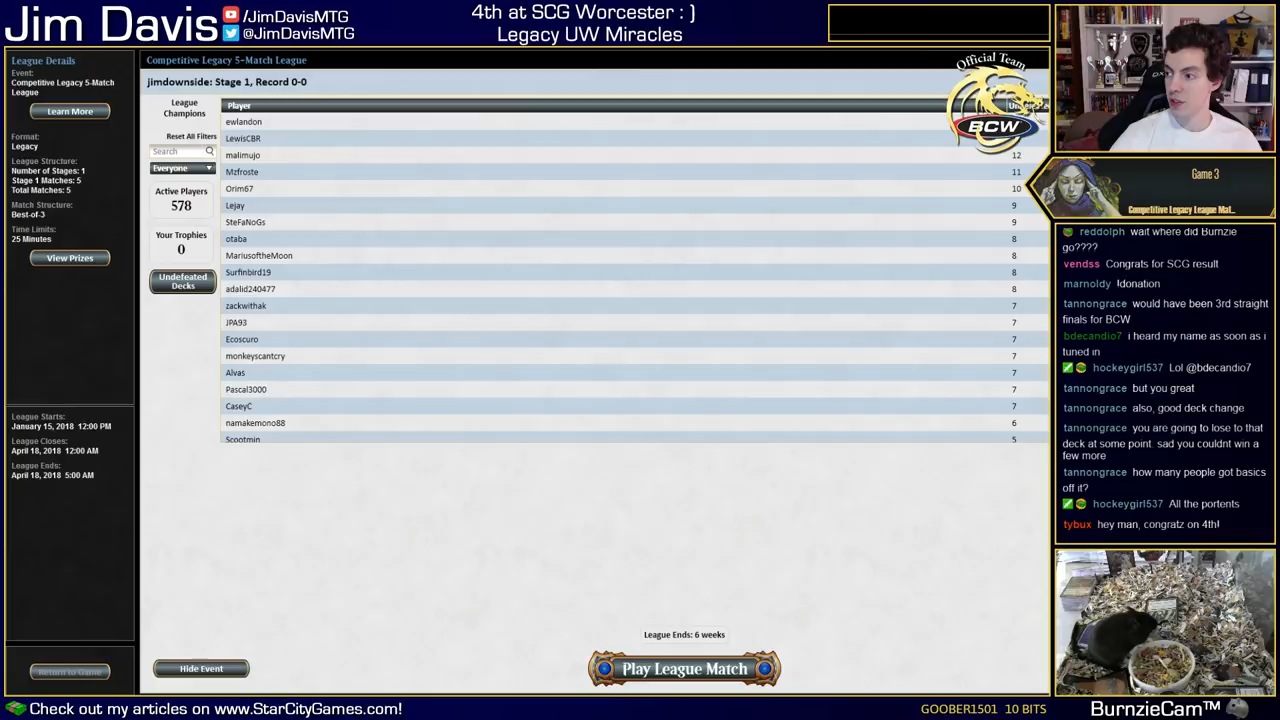 Jim Davis
/JimDavisMTG
@JimDavisMTG
4th at SCG Worcester : )
Legacy UW Miracles
League Details
Event:
Competitive Legacy 5-Match
League
Learn More
Format:
Legacy
League Structure:
Number of Stages: 1
Stage 1 Matches: 5
Total Matches: 5
Match Structure:
Best-of-3
Time Limits:
25 Minutes
View Prizes
League Starts:
January 15, 2018 12:00 PM
League Closes:
April 18, 2018 12:00 AM
League Ends:
April 18, 2018 5:00 AM
Return to Game
Competitive Legacy 5-Match League
jimdownside: Stage 1, Record 0-0
League
Champions
Reset All Filters
Search
Everyone
Active Players
578
Your Trophies
0
Undefeated
Decks
Player
ewlandon
LewisCBR
malimujo 12
Mzfroste 11
Orim67 10
Lejay 9
SteFaNoGs 9
otaba 8
MariusoftheMoon 8
Surfinbird19 8
adalid240477 8
zackwithak 7
JPA93 7
Ecoscuro 7
monkeyscantcry 7
Alvas 7
Pascal3000 7
CaseyC 7
namakemono88 6
Scootmin 5
Official Team
BCW
League Ends: 6 weeks
Hide Event
Play League Match
Game 3
Competitive Legacy League Mat...
reddolph wait where did Burnzie
go????
vendss Congrats for SCG result
marnoldy !donation
tannongrace would have been 3rd straight
finals for BCW
bdecandio7 i heard my name as soon as i
tuned in
hockeygirl537 Lol @bdecandio7
tannongrace but you great
tannongrace also, good deck change
tannongrace you are going to lose to that
deck at some point. sad you couldnt win a
few more
tannongrace how many people got basics
off it?
hockeygirl537 All the portents
tybux hey man, congratz on 4th!
Check out my articles on www.StarCityGames.com!
GOOBER1501 10 BITS
BurnzieCam™